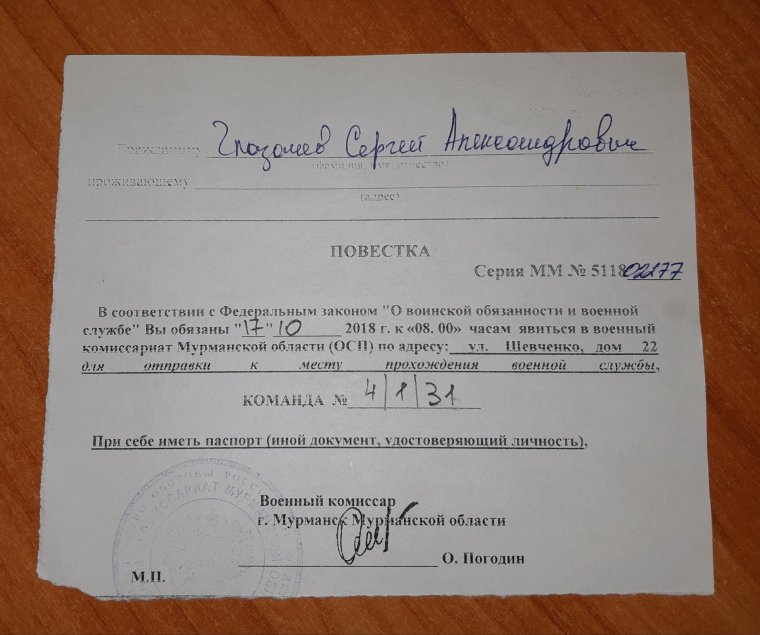 Гражданину Сергей Александрович
(фамилия, имя, отчество)
проживающему
(адрес)
ПОВЕСТКА
Серия ММ № 511802177
В соответствии с Федеральным законом "О воинской обязанности и военной
службе" Вы обязаны "17" 10 2018 г. к «08. 00» часам явиться в военный
комиссариат Мурманской области (ОСП) по адресу: ул. Шевченко, дом 22
для отправки к месту прохождения военной службы,
КОМАНДА № 4/1/31
При себе иметь паспорт (иной документ, удостоверяющий личность),
Военный комиссар
г. Мурманск Мурманской области
О. Погодин
М.П.